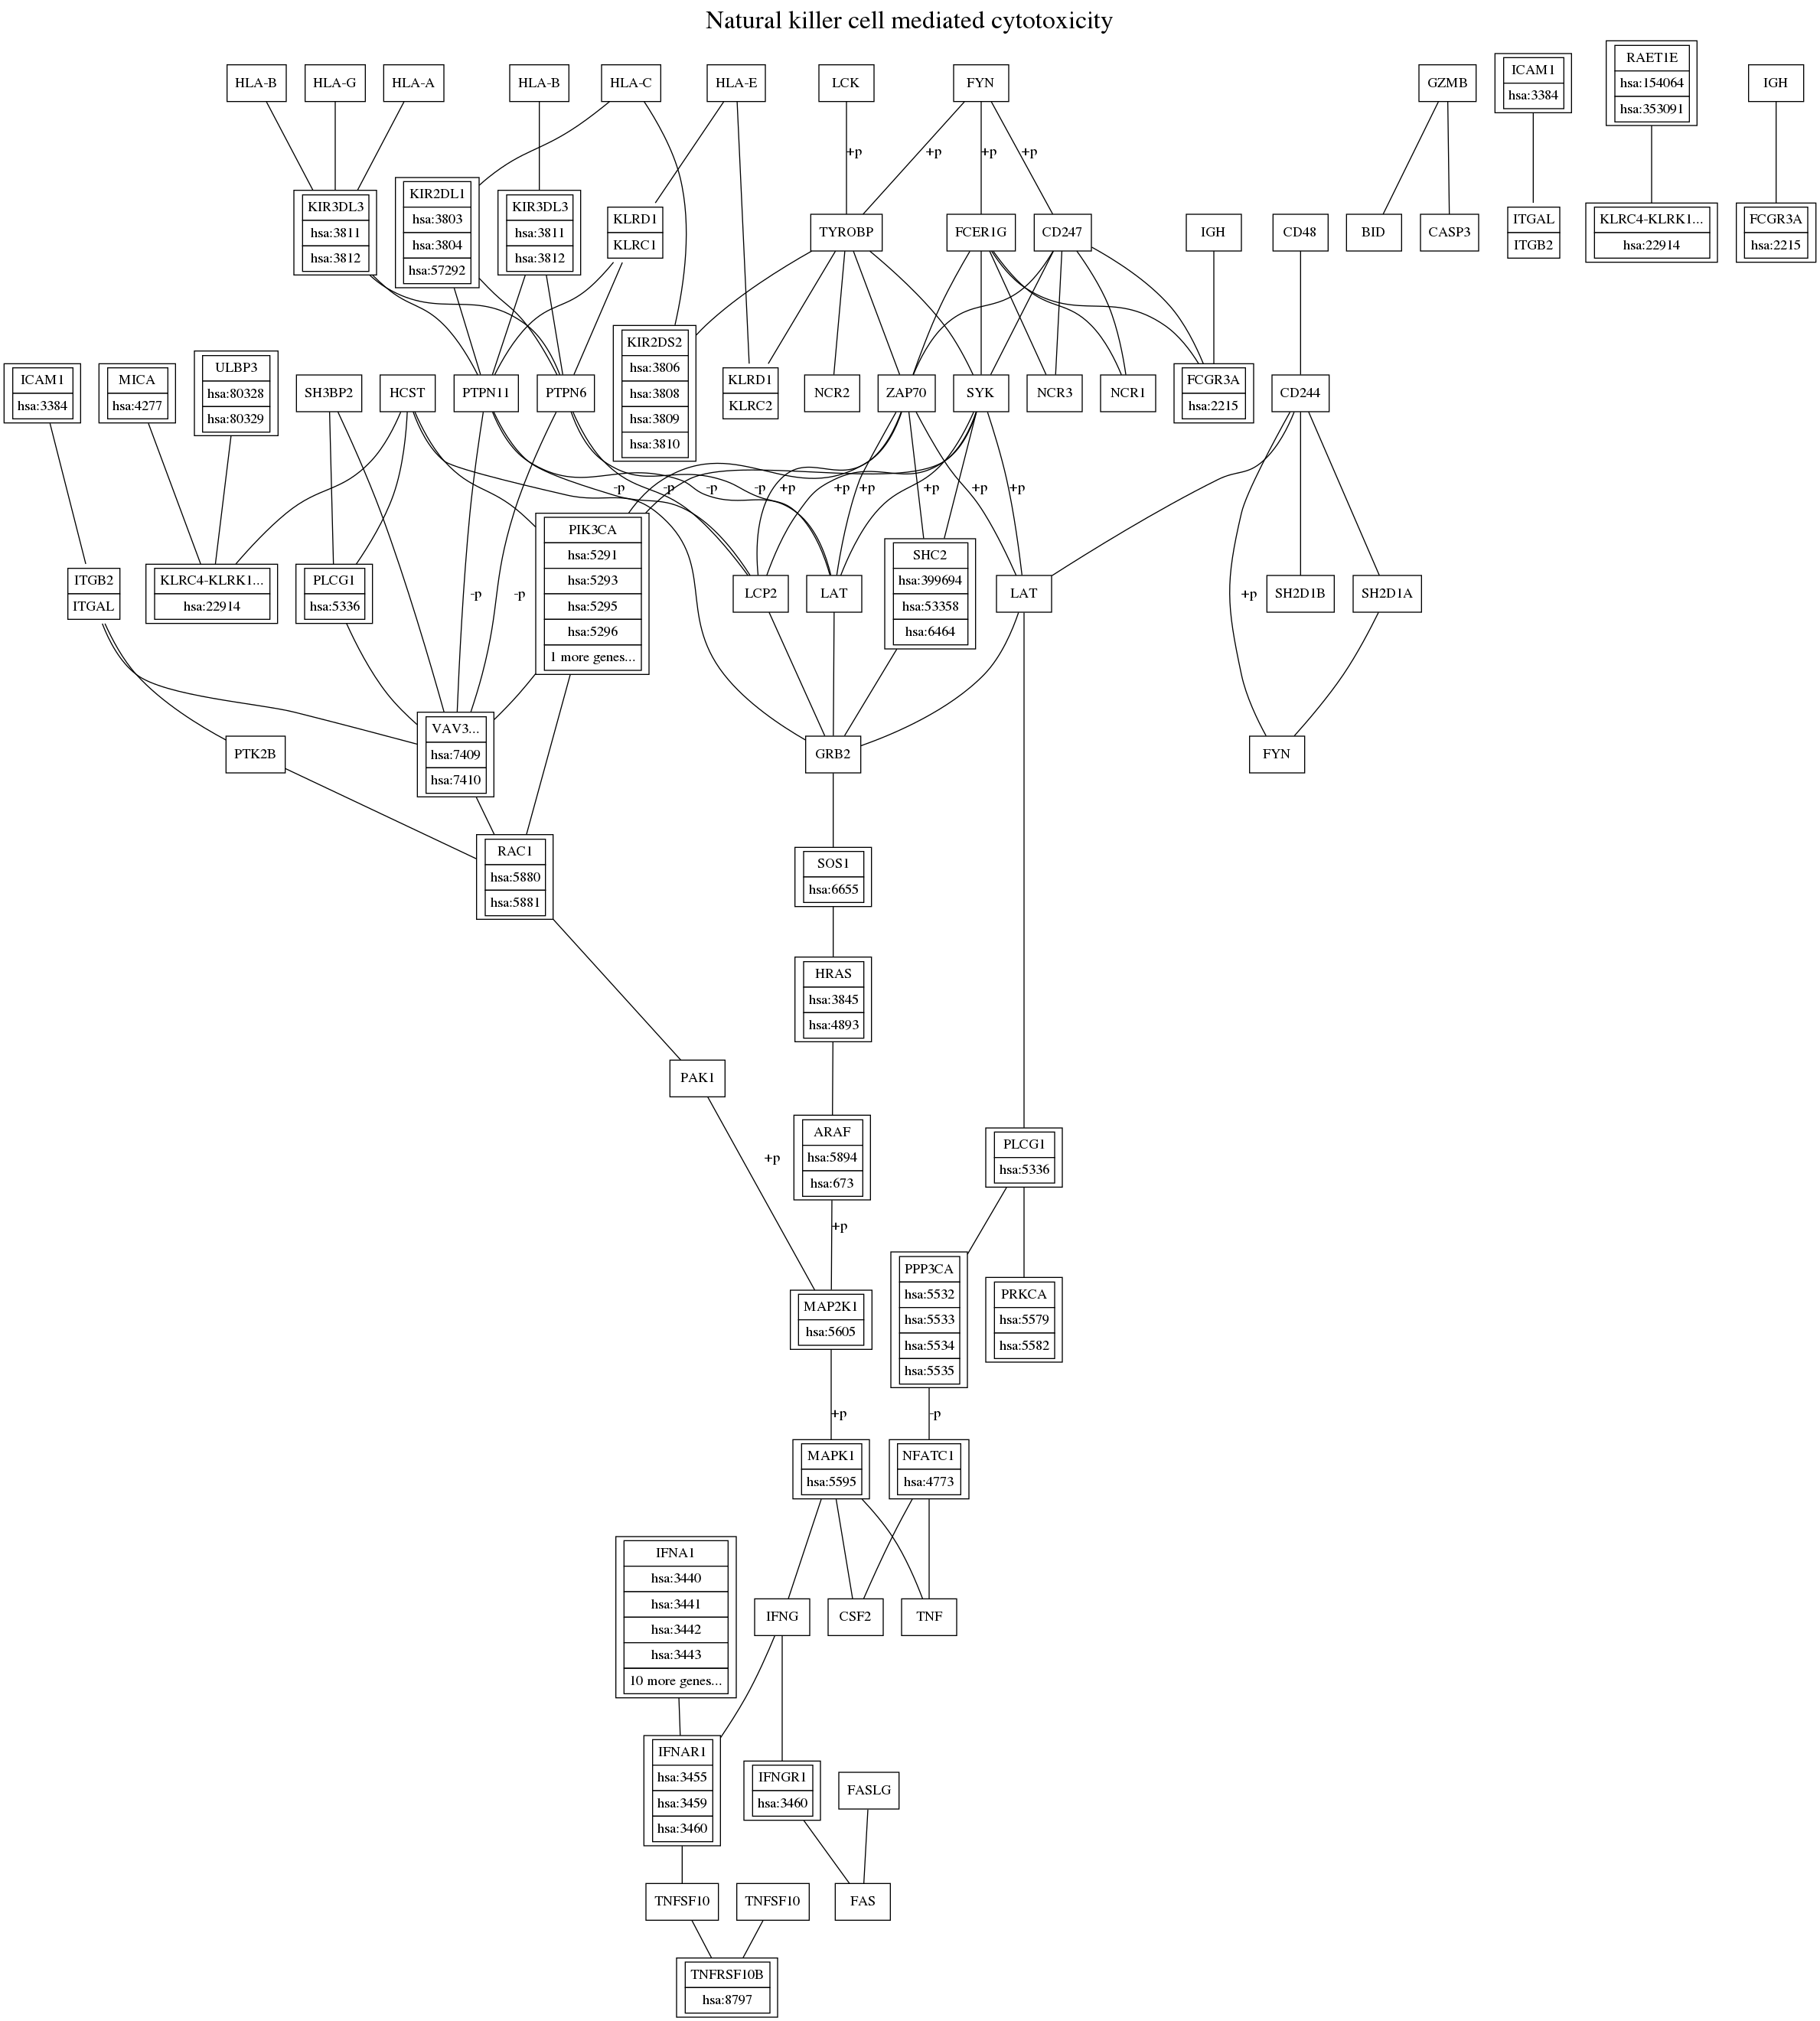 Natural killer cell mediated cytotoxicity
HLA-B
HLA-G
HLA-A
HLA-B
HLA-C
HLA-E
LCK
FYN
GZMB
ICAM1
hsa:3384
RAET1E
hsa:154064
hsa:353091
IGH
+p
+p
+p
+p
KIR3DL3
hsa:3811
hsa:3812
KIR2DL1
hsa:3803
hsa:3804
hsa:57292
KIR3DL3
hsa:3811
hsa:3812
KLRD1
KLRC1
TYROBP
FCER1G
CD247
IGH
CD48
BID
CASP3
ITGAL
ITGB2
KLRC4-KLRK1...
hsa:22914
FCGR3A
hsa:2215
ICAM1
hsa:3384
MICA
hsa:4277
ULBP3
hsa:80328
hsa:80329
SH3BP2
HCST
PTPN11
PTPN6
KIR2DS2
hsa:3806
hsa:3808
hsa:3809
hsa:3810
KLRD1
KLRC2
NCR2
ZAP70
SYK
NCR3
NCR1
FCGR3A
hsa:2215
CD244
-p
-p
-p
-p
+p
+p
+p
+p
+p
+p
ITGB2
ITGAL
KLRC4-KLRK1...
hsa:22914
PLCG1
hsa:5336
-p
-p
PIK3CA
hsa:5291
hsa:5293
hsa:5295
hsa:5296
1 more genes...
LCP2
LAT
SHC2
hsa:399694
hsa:53358
hsa:6464
LAT
+p
SH2D1B
SH2D1A
PTK2B
VAV3...
hsa:7409
hsa:7410
GRB2
FYN
RAC1
hsa:5880
hsa:5881
SOS1
hsa:6655
HRAS
hsa:3845
hsa:4893
PAK1
+p
ARAF
hsa:5894
hsa:673
PLCG1
hsa:5336
+p
MAP2K1
hsa:5605
PPP3CA
hsa:5532
hsa:5533
hsa:5534
hsa:5535
PRKCA
hsa:5579
hsa:5582
+p
-p
MAPK1
hsa:5595
NFATC1
hsa:4773
IFNA1
hsa:3440
hsa:3441
hsa:3442
hsa:3443
10 more genes...
IFNG
CSF2
TNF
IFNAR1
hsa:3455
hsa:3459
hsa:3460
IFNGR1
hsa:3460
FASLG
TNFSF10
TNFSF10
FAS
TNFRSF10B
hsa:8797